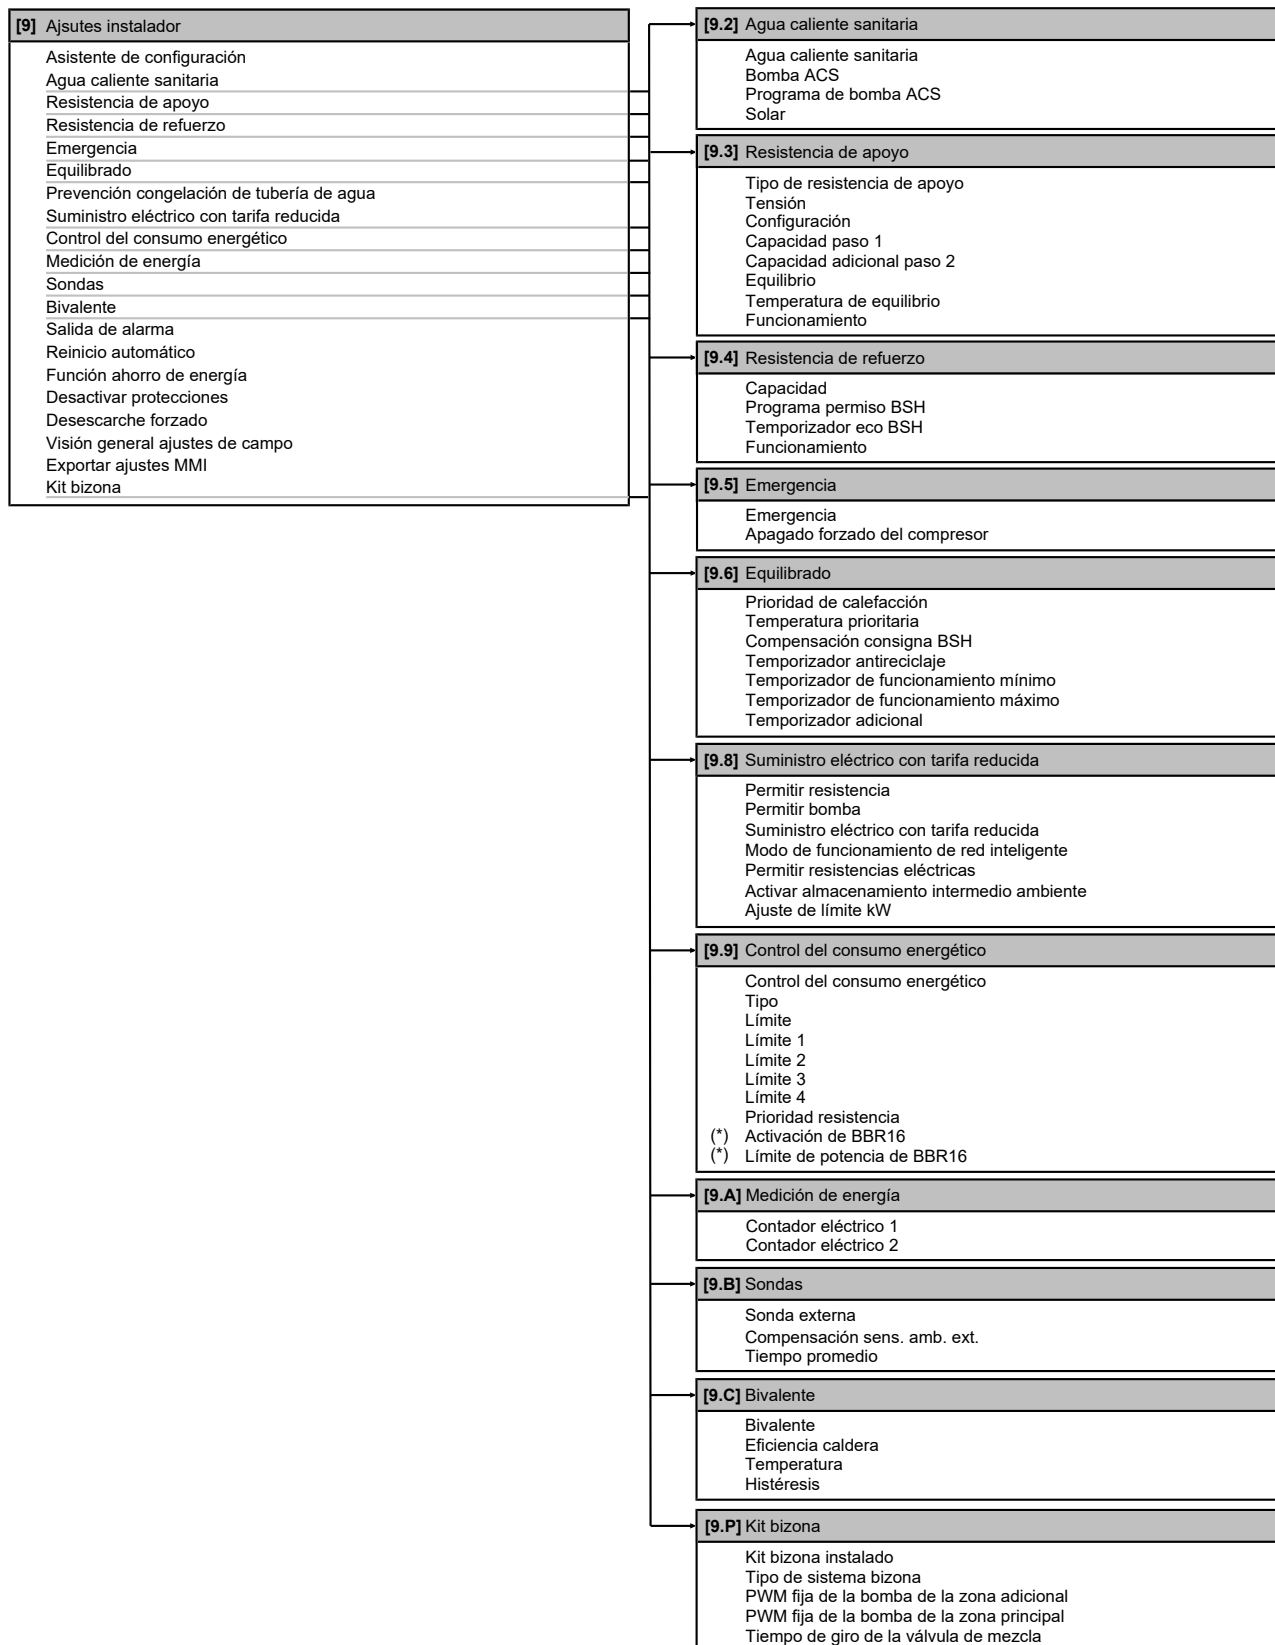 [9] Ajsutes instalador
Asistente de configuración
Agua caliente sanitaria
Resistencia de apoyo
Resistencia de refuerzo
Emergencia
Equilibrado
Prevención congelación de tubería de agua
Suministro eléctrico con tarifa reducida
Control del consumo energético
Medición de energía
Sondas
Bivalente
Salida de alarma
Reinicio automático
Función ahorro de energía
Desactivar protecciones
Desescarche forzado
Visión general ajustes de campo
Exportar ajustes MMI
Kit bizona
[9.2] Agua caliente sanitaria
Agua caliente sanitaria
Bomba ACS
Programa de bomba ACS
Solar
[9.3] Resistencia de apoyo
Tipo de resistencia de apoyo
Tensión
Configuración
Capacidad paso 1
Capacidad adicional paso 2
Equilibrio
Temperatura de equilibrio
Funcionamiento
[9.4] Resistencia de refuerzo
Capacidad
Programa permiso BSH
Temporizador eco BSH
Funcionamiento
[9.5] Emergencia
Emergencia
Apagado forzado del compresor
[9.6] Equilibrado
Prioridad de calefacción
Temperatura prioritaria
Compensación consigna BSH
Temporizador antireciclaje
Temporizador de funcionamiento mínimo
Temporizador de funcionamiento máximo
Temporizador adicional
[9.8] Suministro eléctrico con tarifa reducida
Permitir resistencia
Permitir bomba
Suministro eléctrico con tarifa reducida
Modo de funcionamiento de red inteligente
Permitir resistencias eléctricas
Activar almacenamiento intermedio ambiente
Ajuste de límite kW
[9.9] Control del consumo energético
Control del consumo energético
Tipo
Límite
Límite 1
Límite 2
Límite 3
Límite 4
Prioridad resistencia
(*) Activación de BBR16
(*) Límite de potencia de BBR16
[9.A] Medición de energía
Contador eléctrico 1
Contador eléctrico 2
[9.B] Sondas
Sonda externa
Compensación sens. amb. ext.
Tiempo promedio
[9.C] Bivalente
Bivalente
Eficiencia caldera
Temperatura
Histéresis
[9.P] Kit bizona
Kit bizona instalado
Tipo de sistema bizona
PWM fija de la bomba de la zona adicional
PWM fija de la bomba de la zona principal
Tiempo de giro de la válvula de mezcla